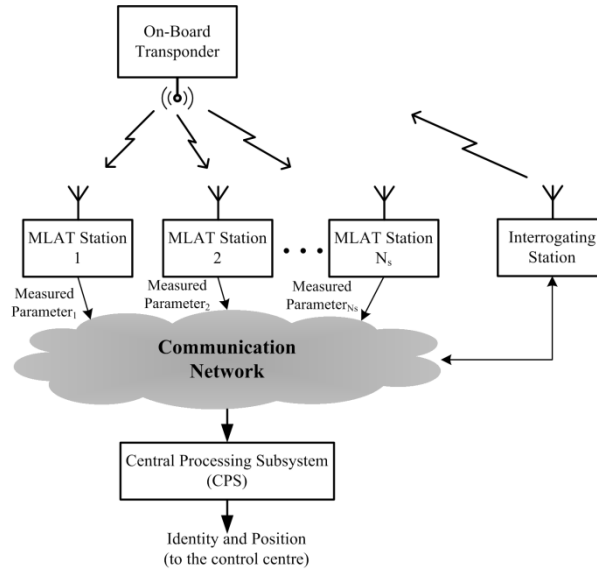 On-Board
Transponder
MLAT Station
1
MLAT Station
2
MLAT Station
Nₛ
Interrogating
Station
Measured
Parameter₁
Measured
Parameter₂
Measured
Parameter_Ns
Communication
Network
Central Processing Subsystem
(CPS)
Identity and Position
(to the control centre)